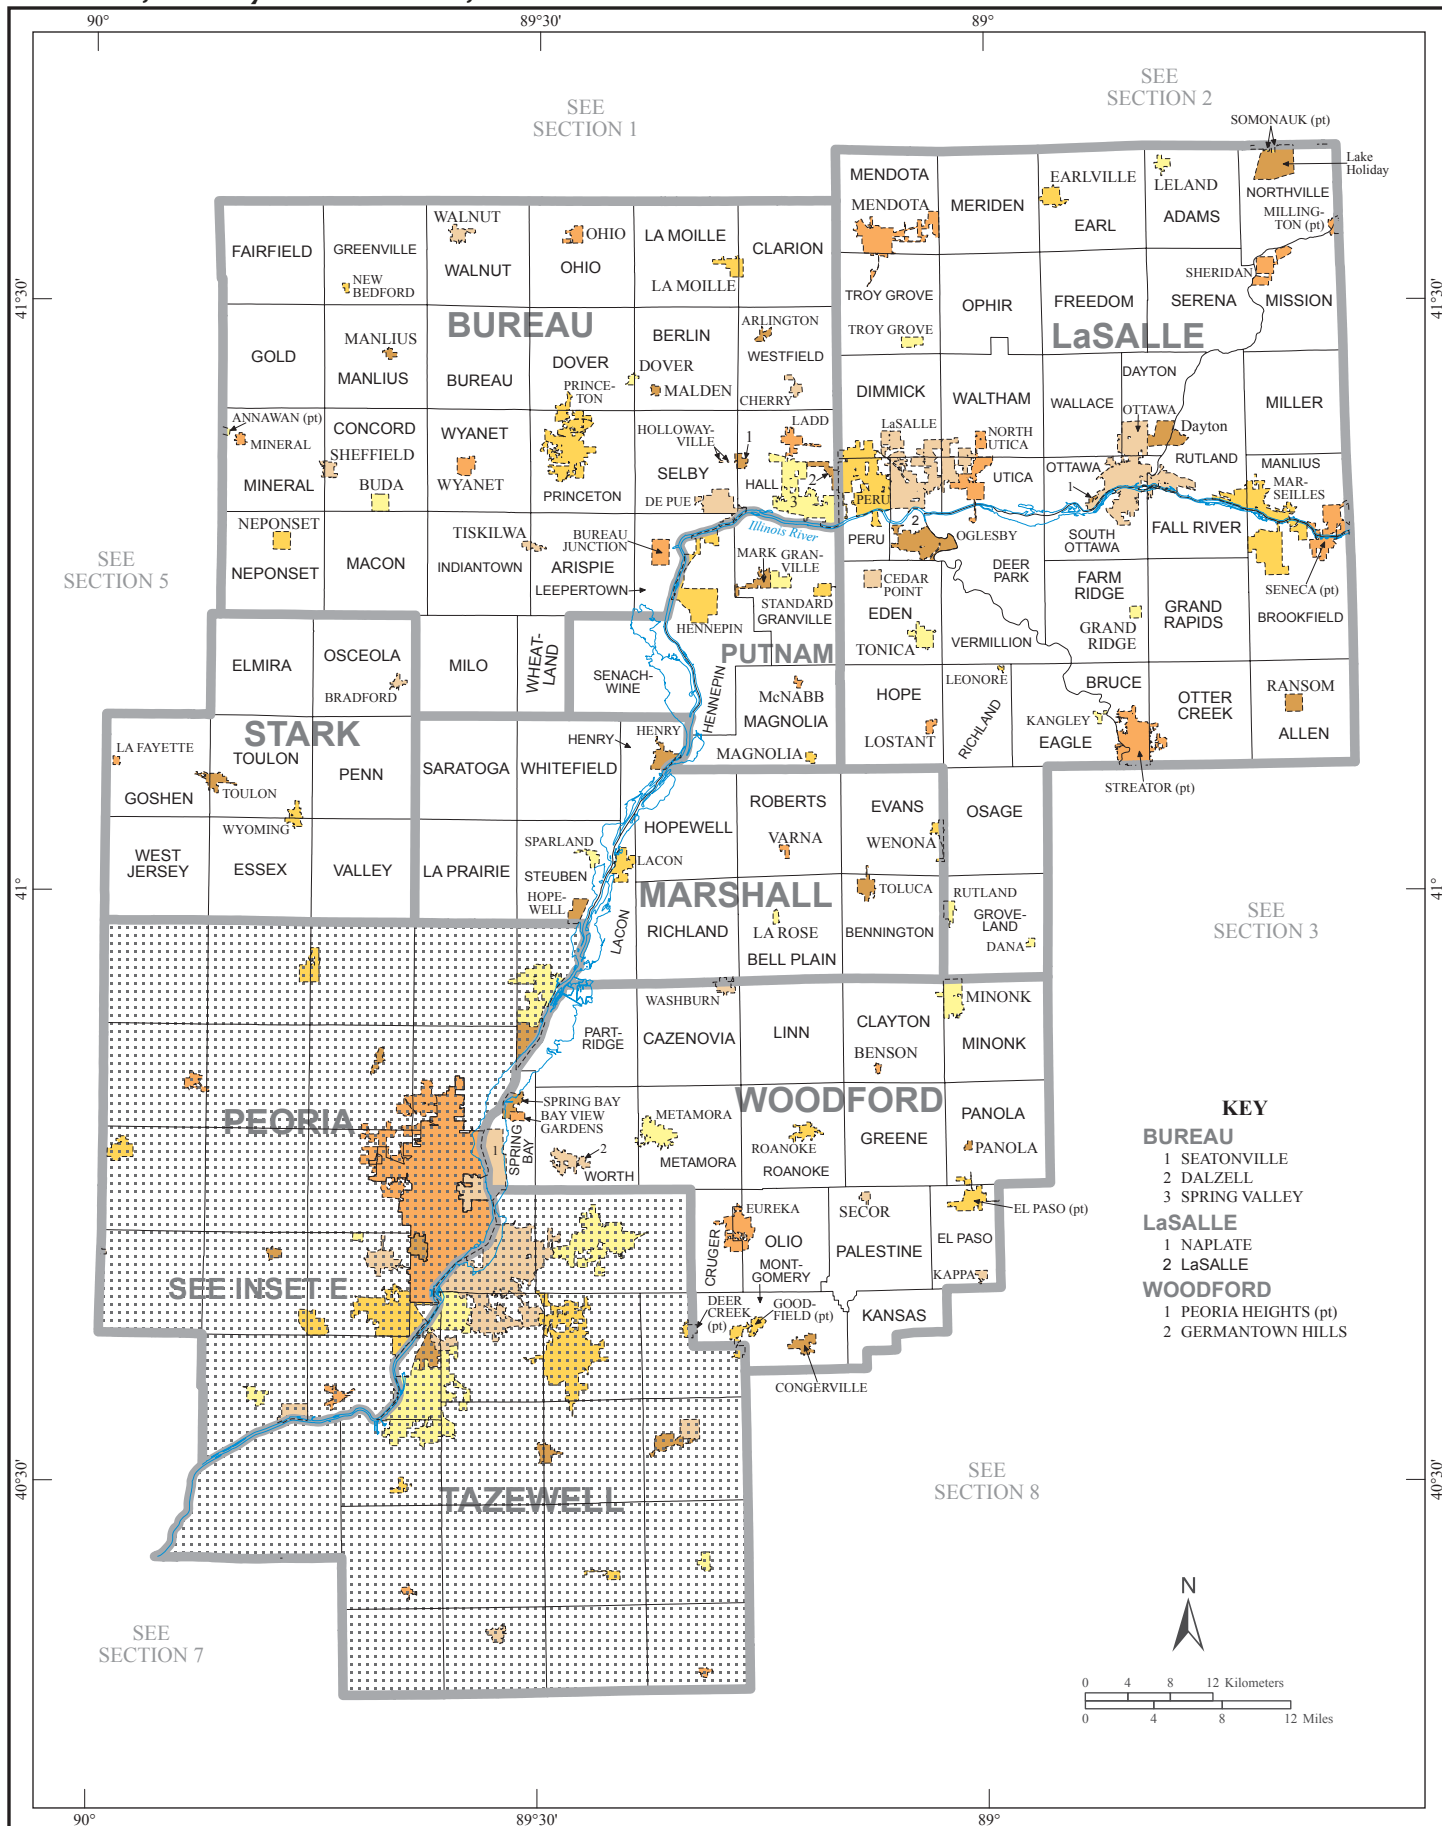 90°
89°30'
89°
SEE
SECTION 1
SEE
SECTION 2
SOMONAUK (pt)
Lake
Holiday
NORTHVILLE
MILLING-
TON (pt)
MENDOTA
MENDOTA
MERIDEN
EARLVILLE
EARL
LELAND
ADAMS
SHERIDAN
SERENA
MISSION
TROY GROVE
TROY GROVE
OPHIR
FREEDOM
LaSALLE
41°30'
41°30'
FAIRFIELD
GREENVILLE
NEW
BEDFORD
WALNUT
WALNUT
OHIO
OHIO
LA MOILLE
LA MOILLE
CLARION
BUREAU
GOLD
MANLIUS
MANLIUS
BUREAU
DOVER
PRINCE-
TON
BERLIN
DOVER
MALDEN
ARLINGTON
WESTFIELD
CHERRY
DIMMICK
WALTHAM
WALLACE
DAYTON
OTTAWA
Dayton
MILLER
ANNAWAN (pt)
MINERAL
MINERAL
CONCORD
SHEFFIELD
BUDA
WYANET
WYANET
PRINCETON
HOLLOWAY-
VILLE
1
SELBY
DE PUE
LADD
HALL
2
3
LaSALLE
NORTH
UTICA
UTICA
OTTAWA
1
RUTLAND
MANLIUS
MAR-
SEILLES
PERU
PERU
2
OGLESBY
Illinois River
SOUTH
OTTAWA
FALL RIVER
SENECA (pt)
BROOKFIELD
NEPONSET
NEPONSET
MACON
TISKILWA
INDIANTOWN
BUREAU
JUNCTION
ARISPIE
LEEPERTOWN
MARK
GRAN-
VILLE
STANDARD
GRANVILLE
HENNEPIN
PUTNAM
CEDAR
POINT
EDEN
TONICA
DEER
PARK
VERMILLION
FARM
RIDGE
GRAND
RIDGE
GRAND
RAPIDS
SEE
SECTION 5
ELMIRA
OSCEOLA
BRADFORD
MILO
WHEAT-
LAND
SENACH-
WINE
HENNEPIN
McNABB
MAGNOLIA
MAGNOLIA
HOPE
LOSTANT
LEONORE
RICHLAND
BRUCE
KANGLEY
EAGLE
OTTER
CREEK
RANSOM
ALLEN
STREATOR (pt)
STARK
LA FAYETTE
GOSHEN
TOULON
TOULON
WYOMING
PENN
SARATOGA
HENRY
HENRY
WHITEFIELD
WEST
JERSEY
ESSEX
VALLEY
LA PRAIRIE
SPARLAND
STEUBEN
HOPE-
WELL
LACON
LACON
HOPEWELL
ROBERTS
VARNA
EVANS
WENONA
OSAGE
41°
41°
MARSHALL
RICHLAND
LA ROSE
BELL PLAIN
TOLUCA
BENNINGTON
RUTLAND
GROVE-
LAND
DANA
SEE
SECTION 3
WASHBURN
PART-
RIDGE
CAZENOVIA
LINN
CLAYTON
BENSON
MINONK
MINONK
PEORIA
SPRING BAY
BAY VIEW
GARDENS
1
SPRING
BAY
2
WORTH
METAMORA
METAMORA
WOODFORD
ROANOKE
ROANOKE
GREENE
PANOLA
PANOLA
EL PASO (pt)
SEE INSET E
CRUGER
EUREKA
OLIO
MONT-
GOMERY
SECOR
PALESTINE
EL PASO
KAPPA
KANSAS
DEER
CREEK
(pt)
GOOD-
FIELD (pt)
CONGERVILLE
KEY
BUREAU
1 SEATONVILLE
2 DALZELL
3 SPRING VALLEY
LaSALLE
1 NAPLATE
2 LaSALLE
WOODFORD
1 PEORIA HEIGHTS (pt)
2 GERMANTOWN HILLS
TAZEWELL
40°30'
40°30'
SEE
SECTION 8
SEE
SECTION 7
N
0 4 8 12 Kilometers
0 4 8 12 Miles
90°
89°30'
89°